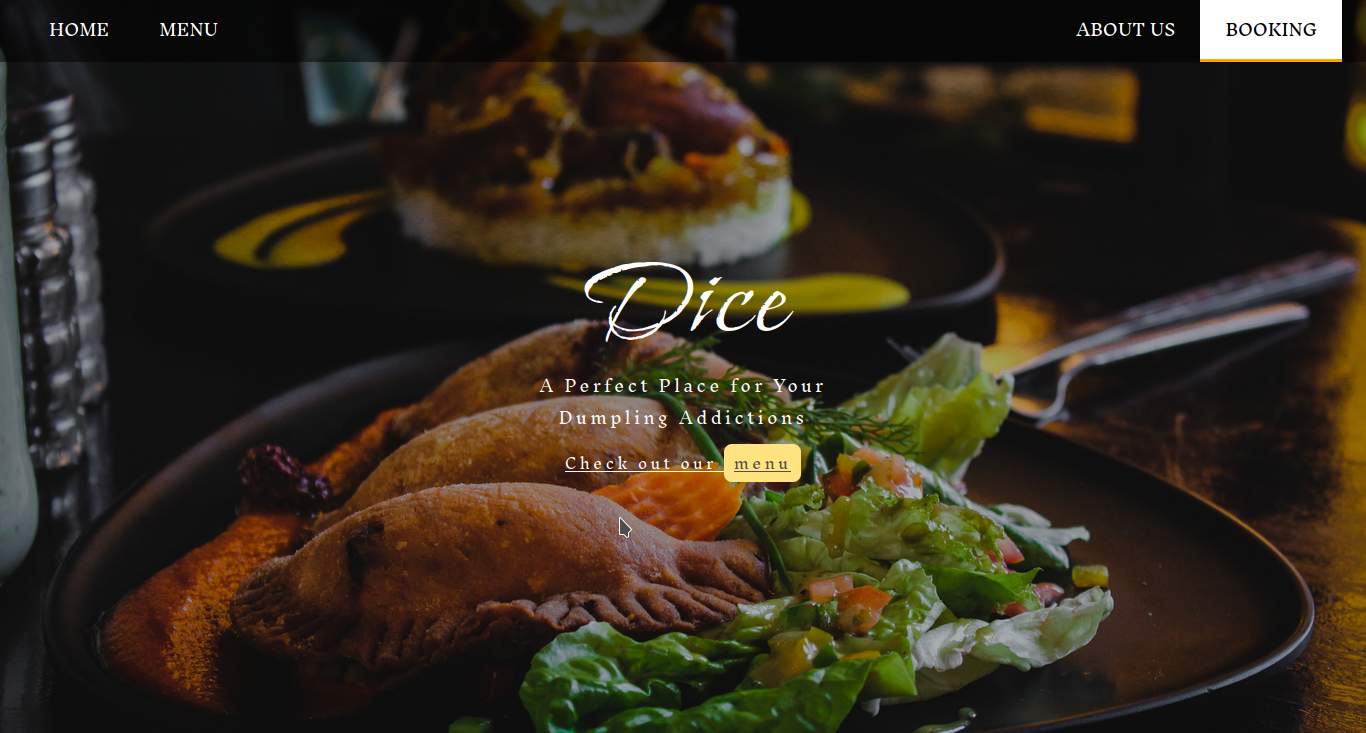 HOME MENU ABOUT US BOOKING
Dice
A Perfect Place for Your
Dumpling Addictions
Check out our menu